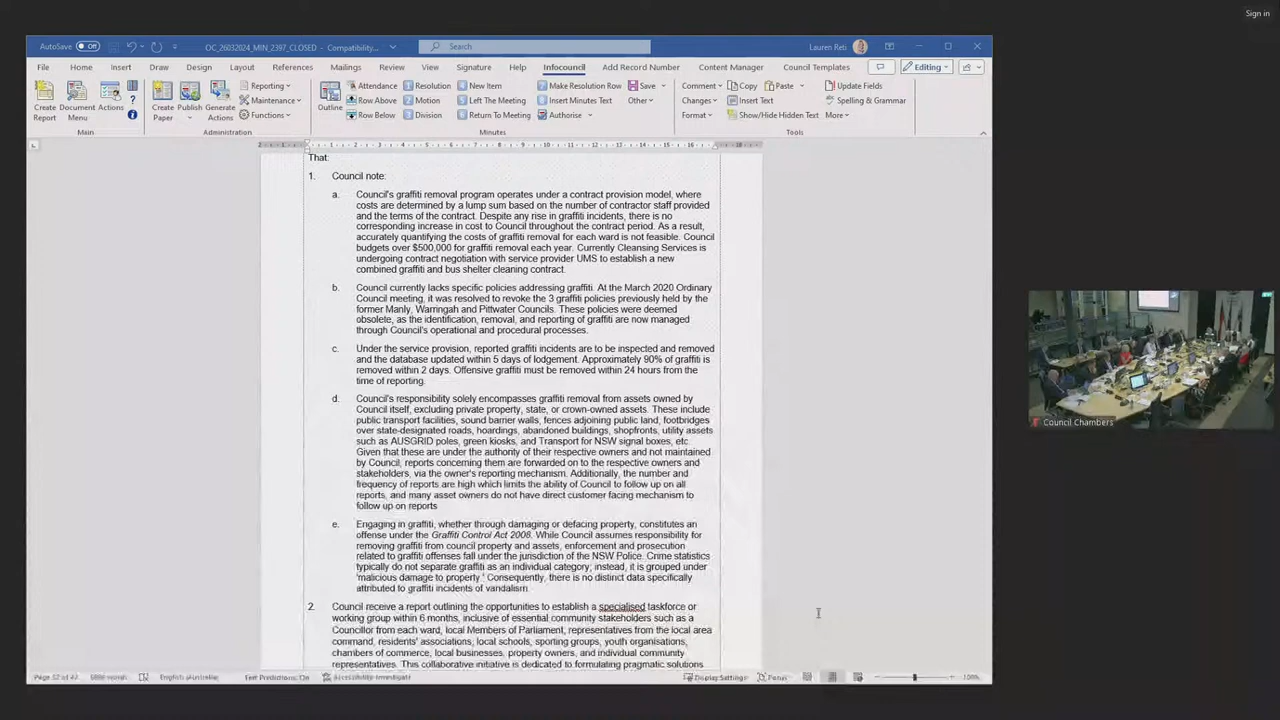 Sign in
AutoSave Off OC_26032024_MIN_2397_CLOSED - Compatibility... Search Lauren Reti
File Home Insert Draw Design Layout References Mailings Review View Signature Help Infocouncil Add Record Number Content Manager Council Templates Editing
Create Report Document Menu Actions Create Paper Publish Generate Actions Reporting Maintenance Functions Outline Attendance Row Above Row Below 1 Resolution 2 Motion 3 Division 4 New Item 5 Left The Meeting 6 Return To Meeting 7 Make Resolution Row 8 Insert Minutes Text 9 Authorise Save Other Comment Changes Format Copy Paste Insert Text Show/Hide Hidden Text Update Fields Spelling & Grammar More
Main Administration Minutes Tools
That:
1. Council note:
a. Council's graffiti removal program operates under a contract provision model, where
costs are determined by a lump sum based on the number of contractor staff provided
and the terms of the contract. Despite any rise in graffiti incidents, there is no
corresponding increase in cost to Council throughout the contract period. As a result,
accurately quantifying the costs of graffiti removal for each ward is not feasible. Council
budgets over $500,000 for graffiti removal each year. Currently Cleansing Services is
undergoing contract negotiation with service provider UMS to establish a new
combined graffiti and bus shelter cleaning contract.
b. Council currently lacks specific policies addressing graffiti. At the March 2020 Ordinary
Council meeting, it was resolved to revoke the 3 graffiti policies previously held by the
former Manly, Warringah and Pittwater Councils. These policies were deemed
obsolete, as the identification, removal, and reporting of graffiti are now managed
through Council's operational and procedural processes.
c. Under the service provision, reported graffiti incidents are to be inspected and removed
and the database updated within 5 days of lodgement. Approximately 90% of graffiti is
removed within 2 days. Offensive graffiti must be removed within 24 hours from the
time of reporting.
d. Council's responsibility solely encompasses graffiti removal from assets owned by
Council itself, excluding private property, state, or crown-owned assets. These include
public transport facilities, sound barrier walls, fences adjoining public land, footbridges
over state-designated roads, hoardings, abandoned buildings, shopfronts, utility assets
such as AUSGRID poles, green kiosks, and Transport for NSW signal boxes, etc.
Given that these are under the authority of their respective owners and not maintained
by Council, reports concerning them are forwarded on to the respective owners and
stakeholders, via the owner's reporting mechanism. Additionally, the number and
frequency of reports are high which limits the ability of Council to follow up on all
reports, and many asset owners do not have direct customer facing mechanism to
follow up on reports
e. Engaging in graffiti, whether through damaging or defacing property, constitutes an
offense under the Graffiti Control Act 2006. While Council assumes responsibility for
removing graffiti from council property and assets, enforcement and prosecution
related to graffiti offenses fall under the jurisdiction of the NSW Police. Crime statistics
typically do not separate graffiti as an individual category; instead, it is grouped under
'malicious damage to property.' Consequently, there is no distinct data specifically
attributed to graffiti incidents of vandalism.
2. Council receive a report outlining the opportunities to establish a specialised taskforce or
working group within 6 months, inclusive of essential community stakeholders such as a
Councillor from each ward, local Members of Parliament, representatives from the local area
command, residents' associations, local schools, sporting groups, youth organisations,
chambers of commerce, local businesses, property owners, and individual community
representatives. This collaborative initiative is dedicated to formulating pragmatic solutions
English (Australia) Text Predictions: On Accessibility: Investigate Display Settings Focus 100%
Council Chambers